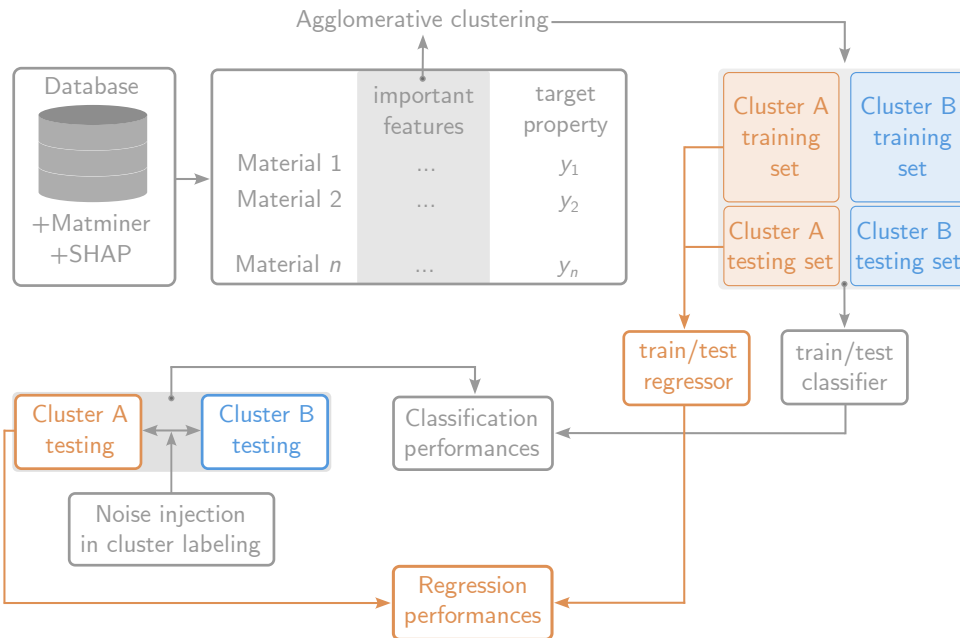 Agglomerative clustering
Database
+Matminer
+SHAP
important
features
target
property
Material 1 ... y₁
Material 2 ... y₂
Material n ... yₙ
Cluster A
training
set
Cluster B
training
set
Cluster A
testing set
Cluster B
testing set
train/test
regressor
train/test
classifier
Cluster A
testing
Cluster B
testing
Classification
performances
Noise injection
in cluster labeling
Regression
performances